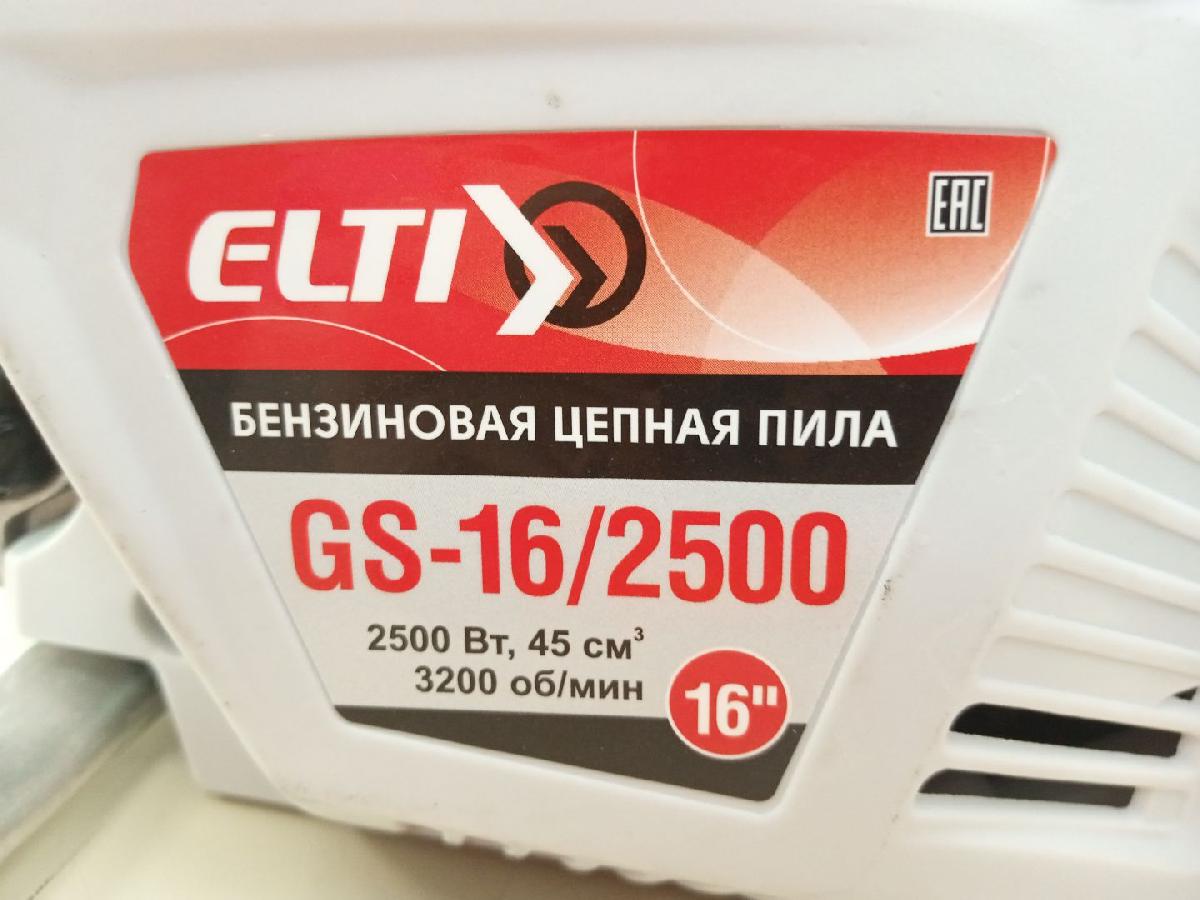 ELTI
EAC
БЕНЗИНОВАЯ ЦЕПНАЯ ПИЛА
GS-16/2500
2500 Вт, 45 см³
3200 об/мин
16"